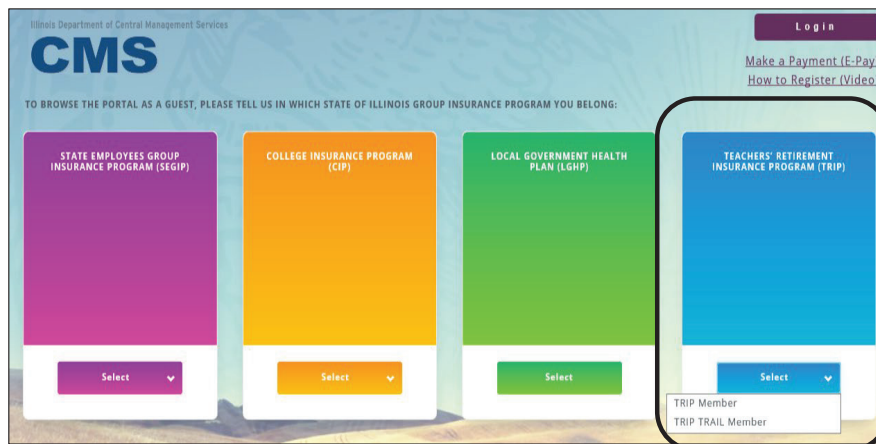 Illinois Department of Central Management Services
CMS
Login
Make a Payment (E-Pay
How to Register (Video
TO BROWSE THE PORTAL AS A GUEST, PLEASE TELL US IN WHICH STATE OF ILLINOIS GROUP INSURANCE PROGRAM YOU BELONG:
STATE EMPLOYEES GROUP
INSURANCE PROGRAM (SEGIP)
Select
COLLEGE INSURANCE PROGRAM
(CIP)
Select
LOCAL GOVERNMENT HEALTH
PLAN (LGHP)
Select
TEACHERS' RETIREMENT
INSURANCE PROGRAM (TRIP)
Select
TRIP Member
TRIP TRAIL Member